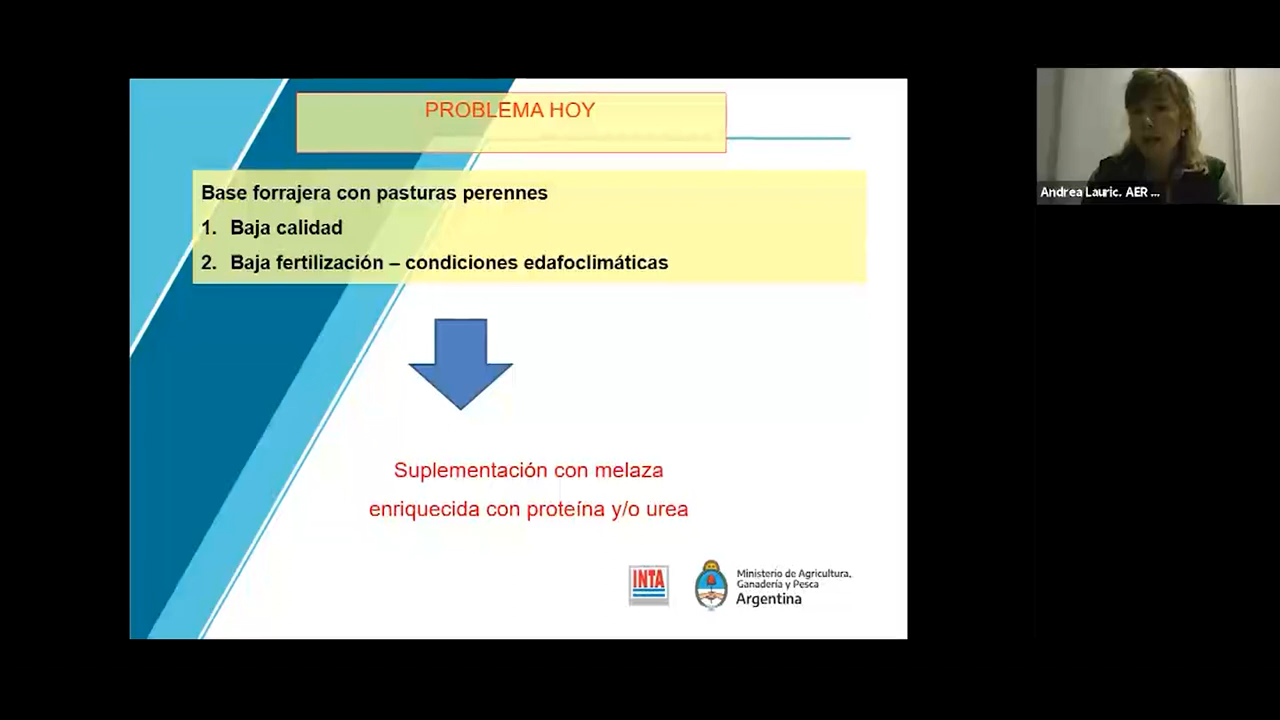 PROBLEMA HOY
Base forrajera con pasturas perennes
1. Baja calidad
2. Baja fertilización – condiciones edafoclimáticas
Suplementación con melaza
enriquecida con proteína y/o urea
INTA
Ministerio de Agricultura,
Ganadería y Pesca
Argentina
Andrea Lauric. AER ...